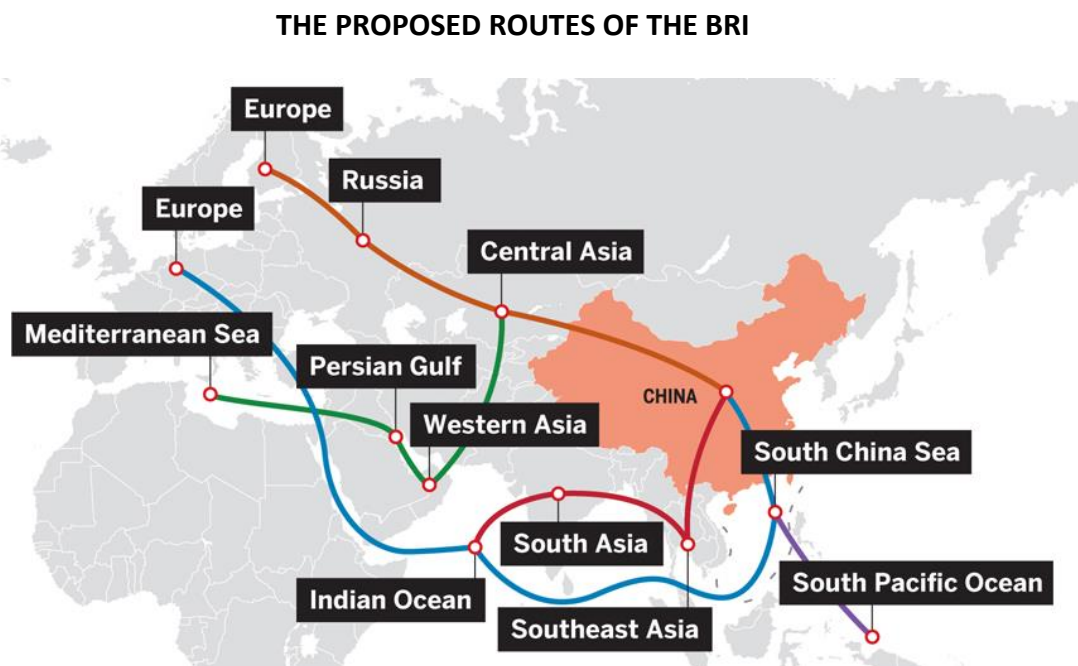 THE PROPOSED ROUTES OF THE BRI
Europe
Russia
Europe
Central Asia
Mediterranean Sea
Persian Gulf
CHINA
Western Asia
South China Sea
South Asia
South Pacific Ocean
Indian Ocean
Southeast Asia